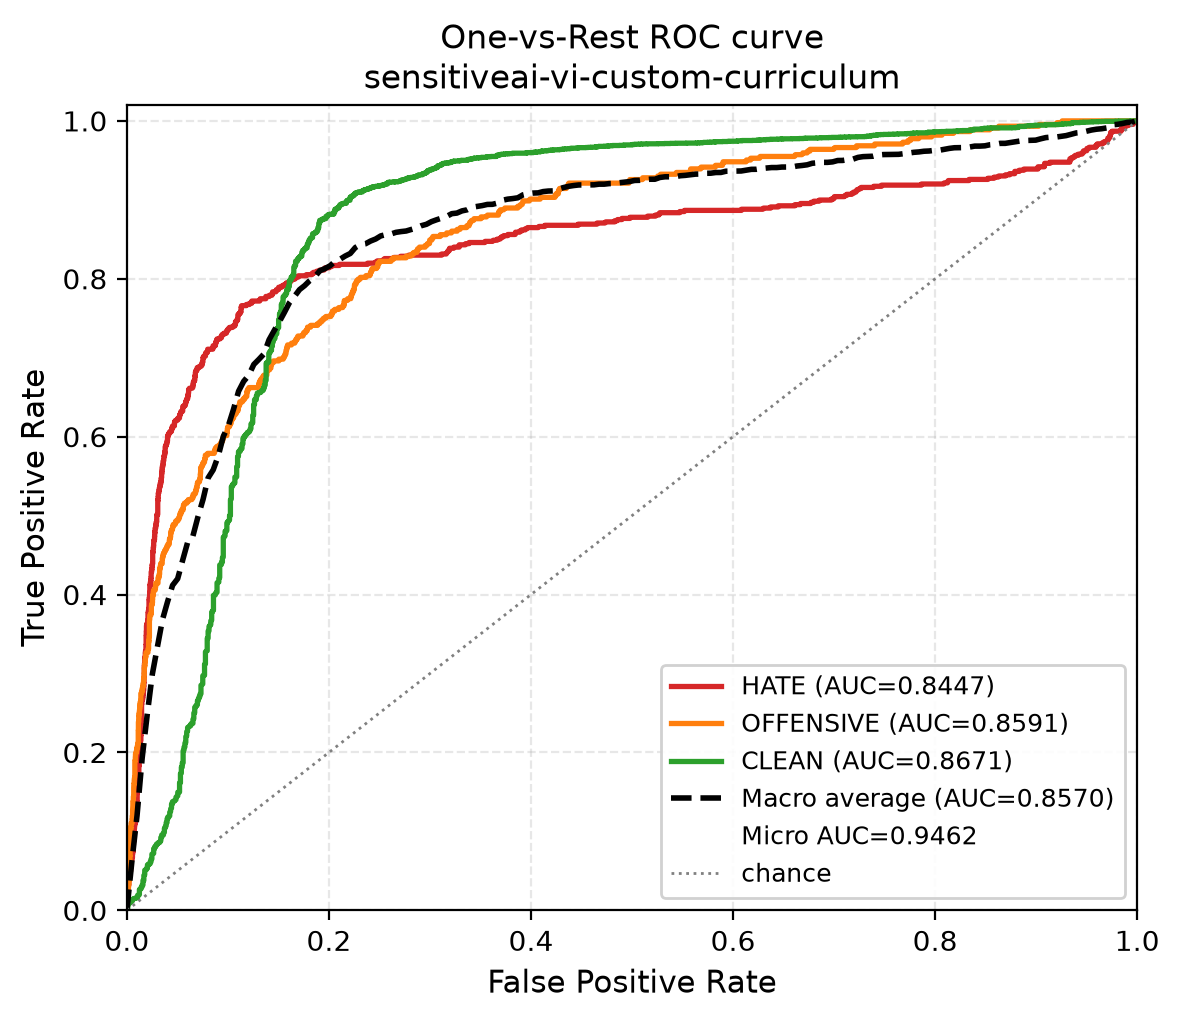 One-vs-Rest ROC curve
sensitiveai-vi-custom-curriculum
True Positive Rate
1.0
0.8
0.6
0.4
0.2
0.0
HATE (AUC=0.8447)
OFFENSIVE (AUC=0.8591)
CLEAN (AUC=0.8671)
Macro average (AUC=0.8570)
Micro AUC=0.9462
chance
0.0 0.2 0.4 0.6 0.8 1.0
False Positive Rate